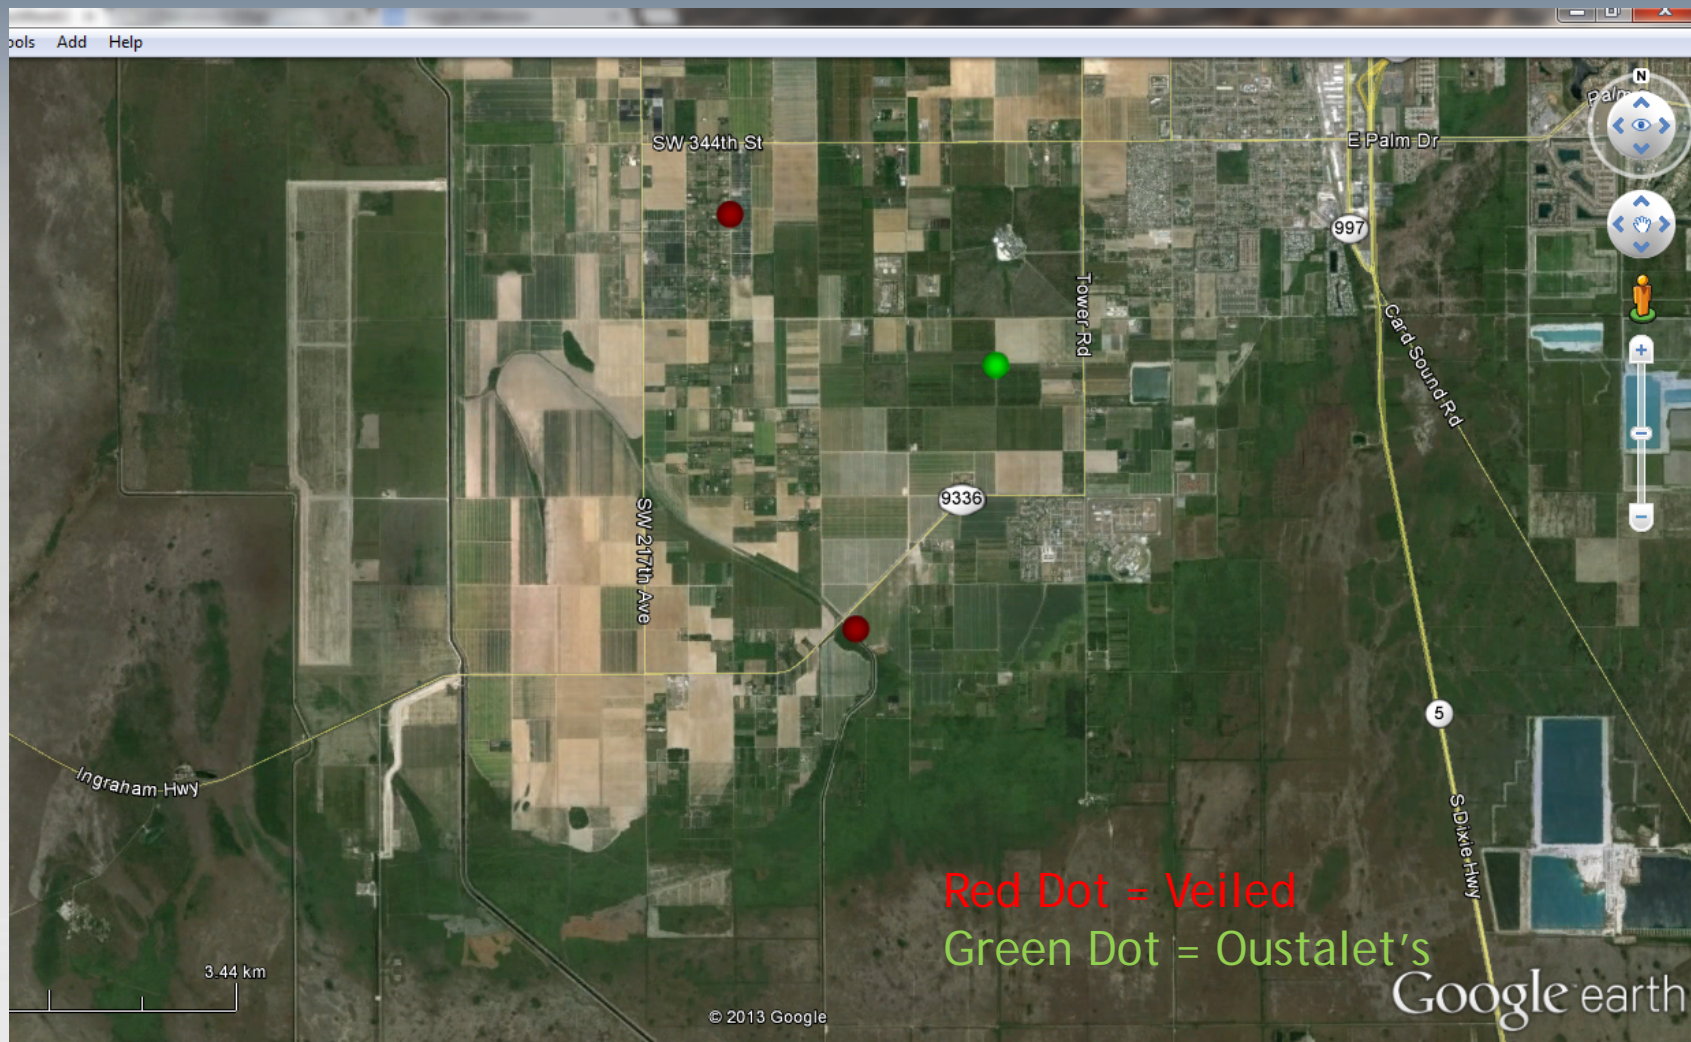 Add Help
N
Palm
SW 344th St
E Palm Dr
997
Tower Rd
Card Sound Rd
9336
SW 217th Ave
5
Ingraham Hwy
S Dixie Hwy
Red Dot = Veiled
Green Dot = Oustalet's
3.44 km
Google earth
© 2013 Google